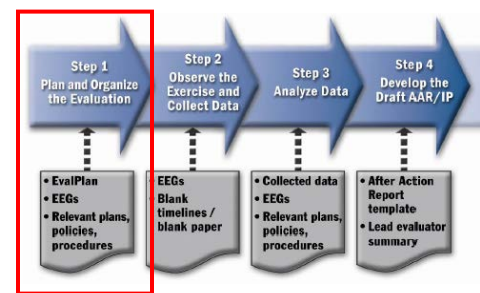 Step 1
Plan and Organize
the Evaluation
Step 2
Observe the
Exercise and
Collect Data
Step 3
Analyze Data
Step 4
Develop the
Draft AAR/IP
• EvalPlan
• EEGs
• Relevant plans,
policies,
procedures
• EEGs
• Blank
timelines /
blank paper
• Collected data
• EEGs
• Relevant plans,
policies,
procedures
• After Action
Report
template
• Lead evaluator
summary